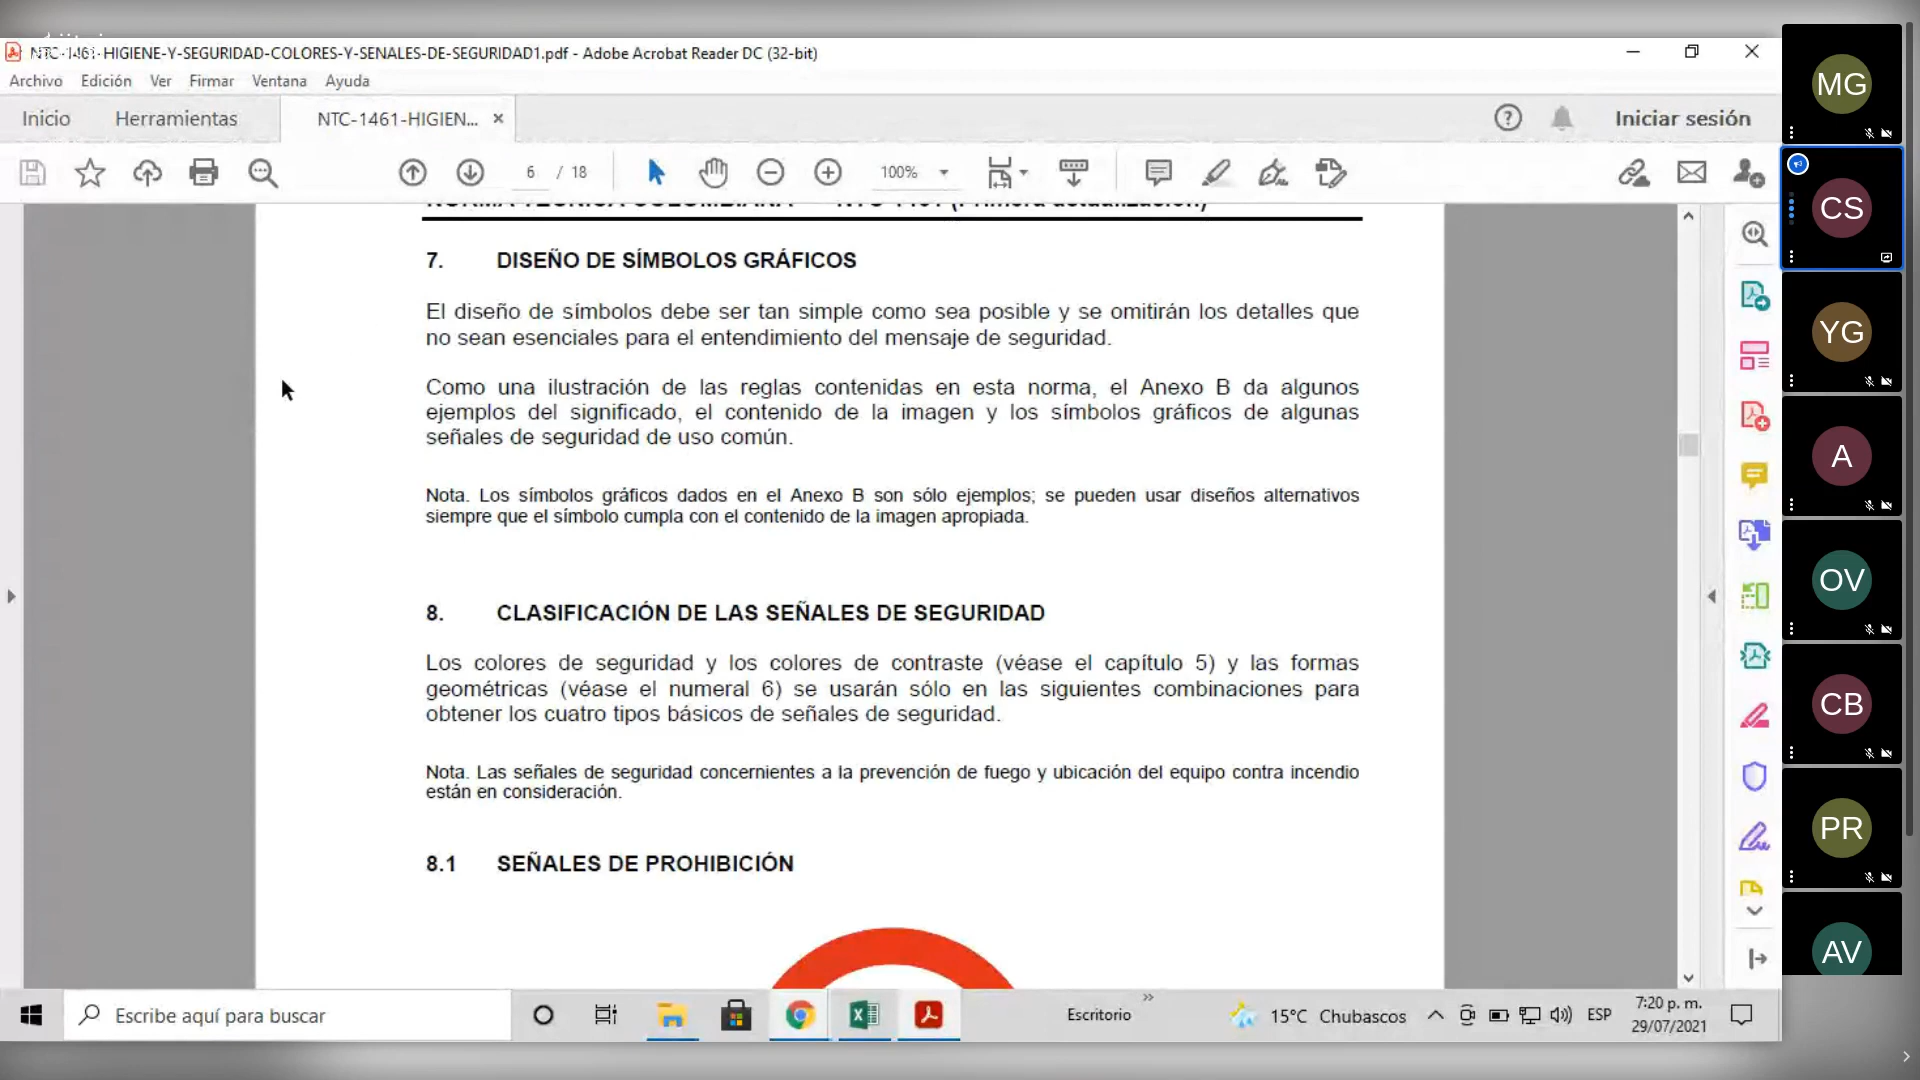 NTC-1461-HIGIENE-Y-SEGURIDAD-COLORES-Y-SENALES-DE-SEGURIDAD1.pdf - Adobe Acrobat Reader DC (32-bit)
Archivo Edición Ver Firmar Ventana Ayuda
Inicio Herramientas NTC-1461-HIGIEN... Iniciar sesión
6 / 18 100%
NORMA TÉCNICA COLOMBIANA NTC 1461 (Primera actualización)
7. DISEÑO DE SÍMBOLOS GRÁFICOS
El diseño de símbolos debe ser tan simple como sea posible y se omitirán los detalles que
no sean esenciales para el entendimiento del mensaje de seguridad.
Como una ilustración de las reglas contenidas en esta norma, el Anexo B da algunos
ejemplos del significado, el contenido de la imagen y los símbolos gráficos de algunas
señales de seguridad de uso común.
Nota. Los símbolos gráficos dados en el Anexo B son sólo ejemplos; se pueden usar diseños alternativos
siempre que el símbolo cumpla con el contenido de la imagen apropiada.
8. CLASIFICACIÓN DE LAS SEÑALES DE SEGURIDAD
Los colores de seguridad y los colores de contraste (véase el capítulo 5) y las formas
geométricas (véase el numeral 6) se usarán sólo en las siguientes combinaciones para
obtener los cuatro tipos básicos de señales de seguridad.
Nota. Las señales de seguridad concernientes a la prevención de fuego y ubicación del equipo contra incendio
están en consideración.
8.1 SEÑALES DE PROHIBICIÓN
Escribe aquí para buscar
Escritorio
15°C Chubascos
ESP
7:20 p. m.
29/07/2021
MG
CS
YG
A
OV
CB
PR
AV